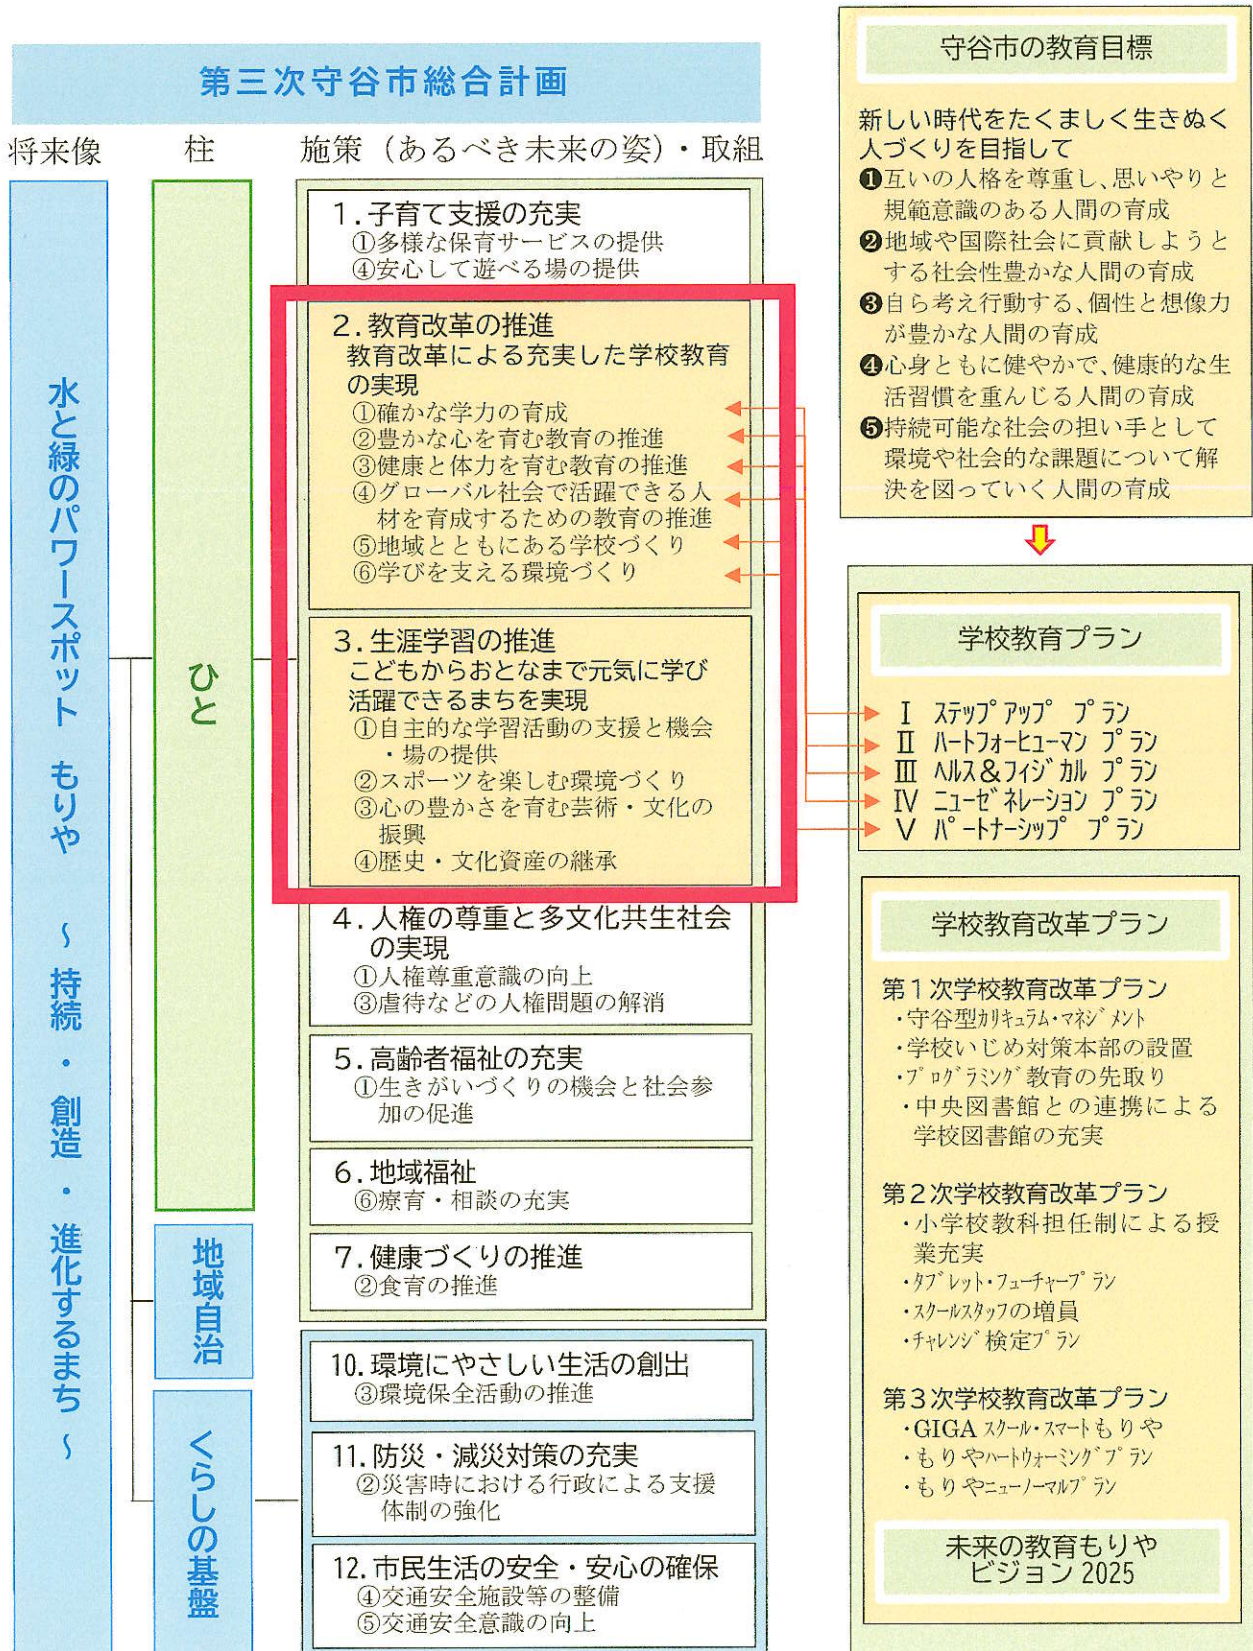 第三次守谷市総合計画
将来像
柱
施策（あるべき未来の姿）・取組
水と緑のパワースポット もりや ～ 持続・創造・進化するまち ～
ひと
地域自治
くらしの基盤
1.子育て支援の充実
①多様な保育サービスの提供
④安心して遊べる場の提供
2.教育改革の推進
教育改革による充実した学校教育
の実現
①確かな学力の育成
②豊かな心を育む教育の推進
③健康と体力を育む教育の推進
④グローバル社会で活躍できる人
材を育成するための教育の推進
⑤地域とともにある学校づくり
⑥学びを支える環境づくり
3.生涯学習の推進
こどもからおとなまで元気に学び
活躍できるまちを実現
①自主的な学習活動の支援と機会
・場の提供
②スポーツを楽しむ環境づくり
③心の豊かさを育む芸術・文化の
振興
④歴史・文化資産の継承
4.人権の尊重と多文化共生社会
の実現
①人権尊重意識の向上
③虐待などの人権問題の解消
5.高齢者福祉の充実
①生きがいづくりの機会と社会参
加の促進
6.地域福祉
⑥療育・相談の充実
7.健康づくりの推進
②食育の推進
10.環境にやさしい生活の創出
③環境保全活動の推進
11.防災・減災対策の充実
②災害時における行政による支援
体制の強化
12.市民生活の安全・安心の確保
④交通安全施設等の整備
⑤交通安全意識の向上
守谷市の教育目標
新しい時代をたくましく生きぬく
人づくりを目指して
❶互いの人格を尊重し、思いやりと
規範意識のある人間の育成
❷地域や国際社会に貢献しようと
する社会性豊かな人間の育成
❸自ら考え行動する、個性と想像力
が豊かな人間の育成
❹心身ともに健やかで、健康的な生
活習慣を重んじる人間の育成
❺持続可能な社会の担い手として
環境や社会的な課題について解
決を図っていく人間の育成
学校教育プラン
Ⅰ ステップアップ プラン
Ⅱ ハートフォーヒューマン プラン
Ⅲ ヘルス＆フィジカル プラン
Ⅳ ニューゼネレーション プラン
Ⅴ パートナーシップ プラン
学校教育改革プラン
第1次学校教育改革プラン
・守谷型カリキュラム・マネジメント
・学校いじめ対策本部の設置
・プログラミング教育の先取り
・中央図書館との連携による
学校図書館の充実
第2次学校教育改革プラン
・小学校教科担任制による授
業充実
・タブレット・フューチャープラン
・スクールスタッフの増員
・チャレンジ検定プラン
第3次学校教育改革プラン
・GIGAスクール・スマートもりや
・もりやハートウォーミングプラン
・もりやニューノーマルプラン
未来の教育もりや
ビジョン2025